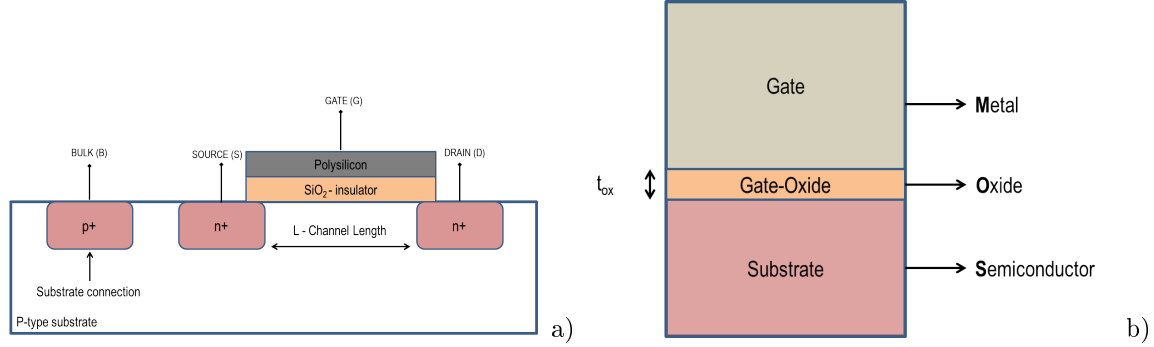 GATE (G)
BULK (B)
SOURCE (S)
DRAIN (D)
Polysilicon
SiO₂ - insulator
p+
n+
n+
L - Channel Length
Substrate connection
P-type substrate
a)
Gate
Metal
tox
Gate-Oxide
Oxide
Substrate
Semiconductor
b)